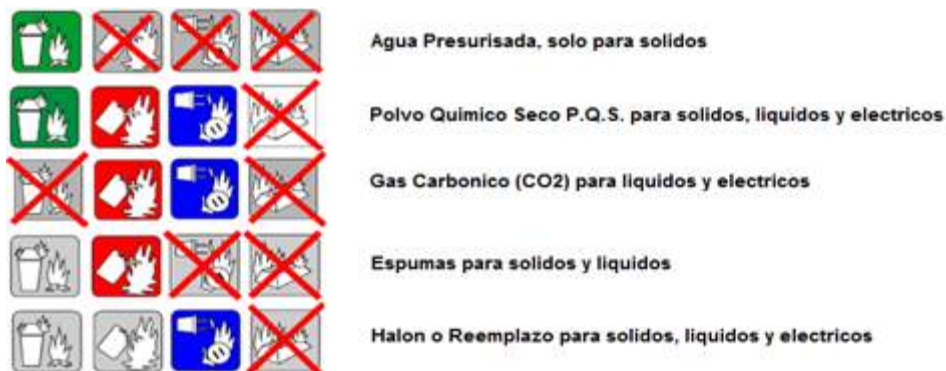 Agua Presurisada, solo para solidos
Polvo Quimico Seco P.Q.S. para solidos, liquidos y electricos
Gas Carbonico (CO2) para liquidos y electricos
Espumas para solidos y liquidos
Halon o Reemplazo para solidos, liquidos y electricos